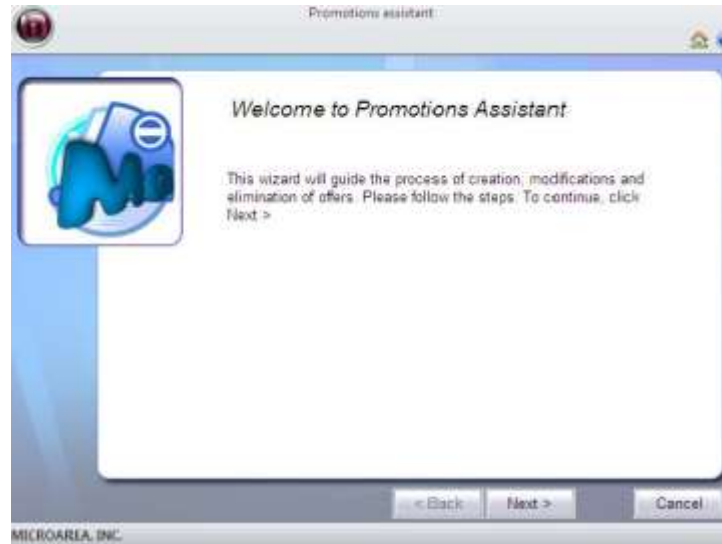 Promotions assistant
Welcome to Promotions Assistant
This wizard will guide the process of creation, modifications and
elimination of offers. Please follow the steps. To continue, click
Next >
< Back
Next >
Cancel
MICROAREA, INC.